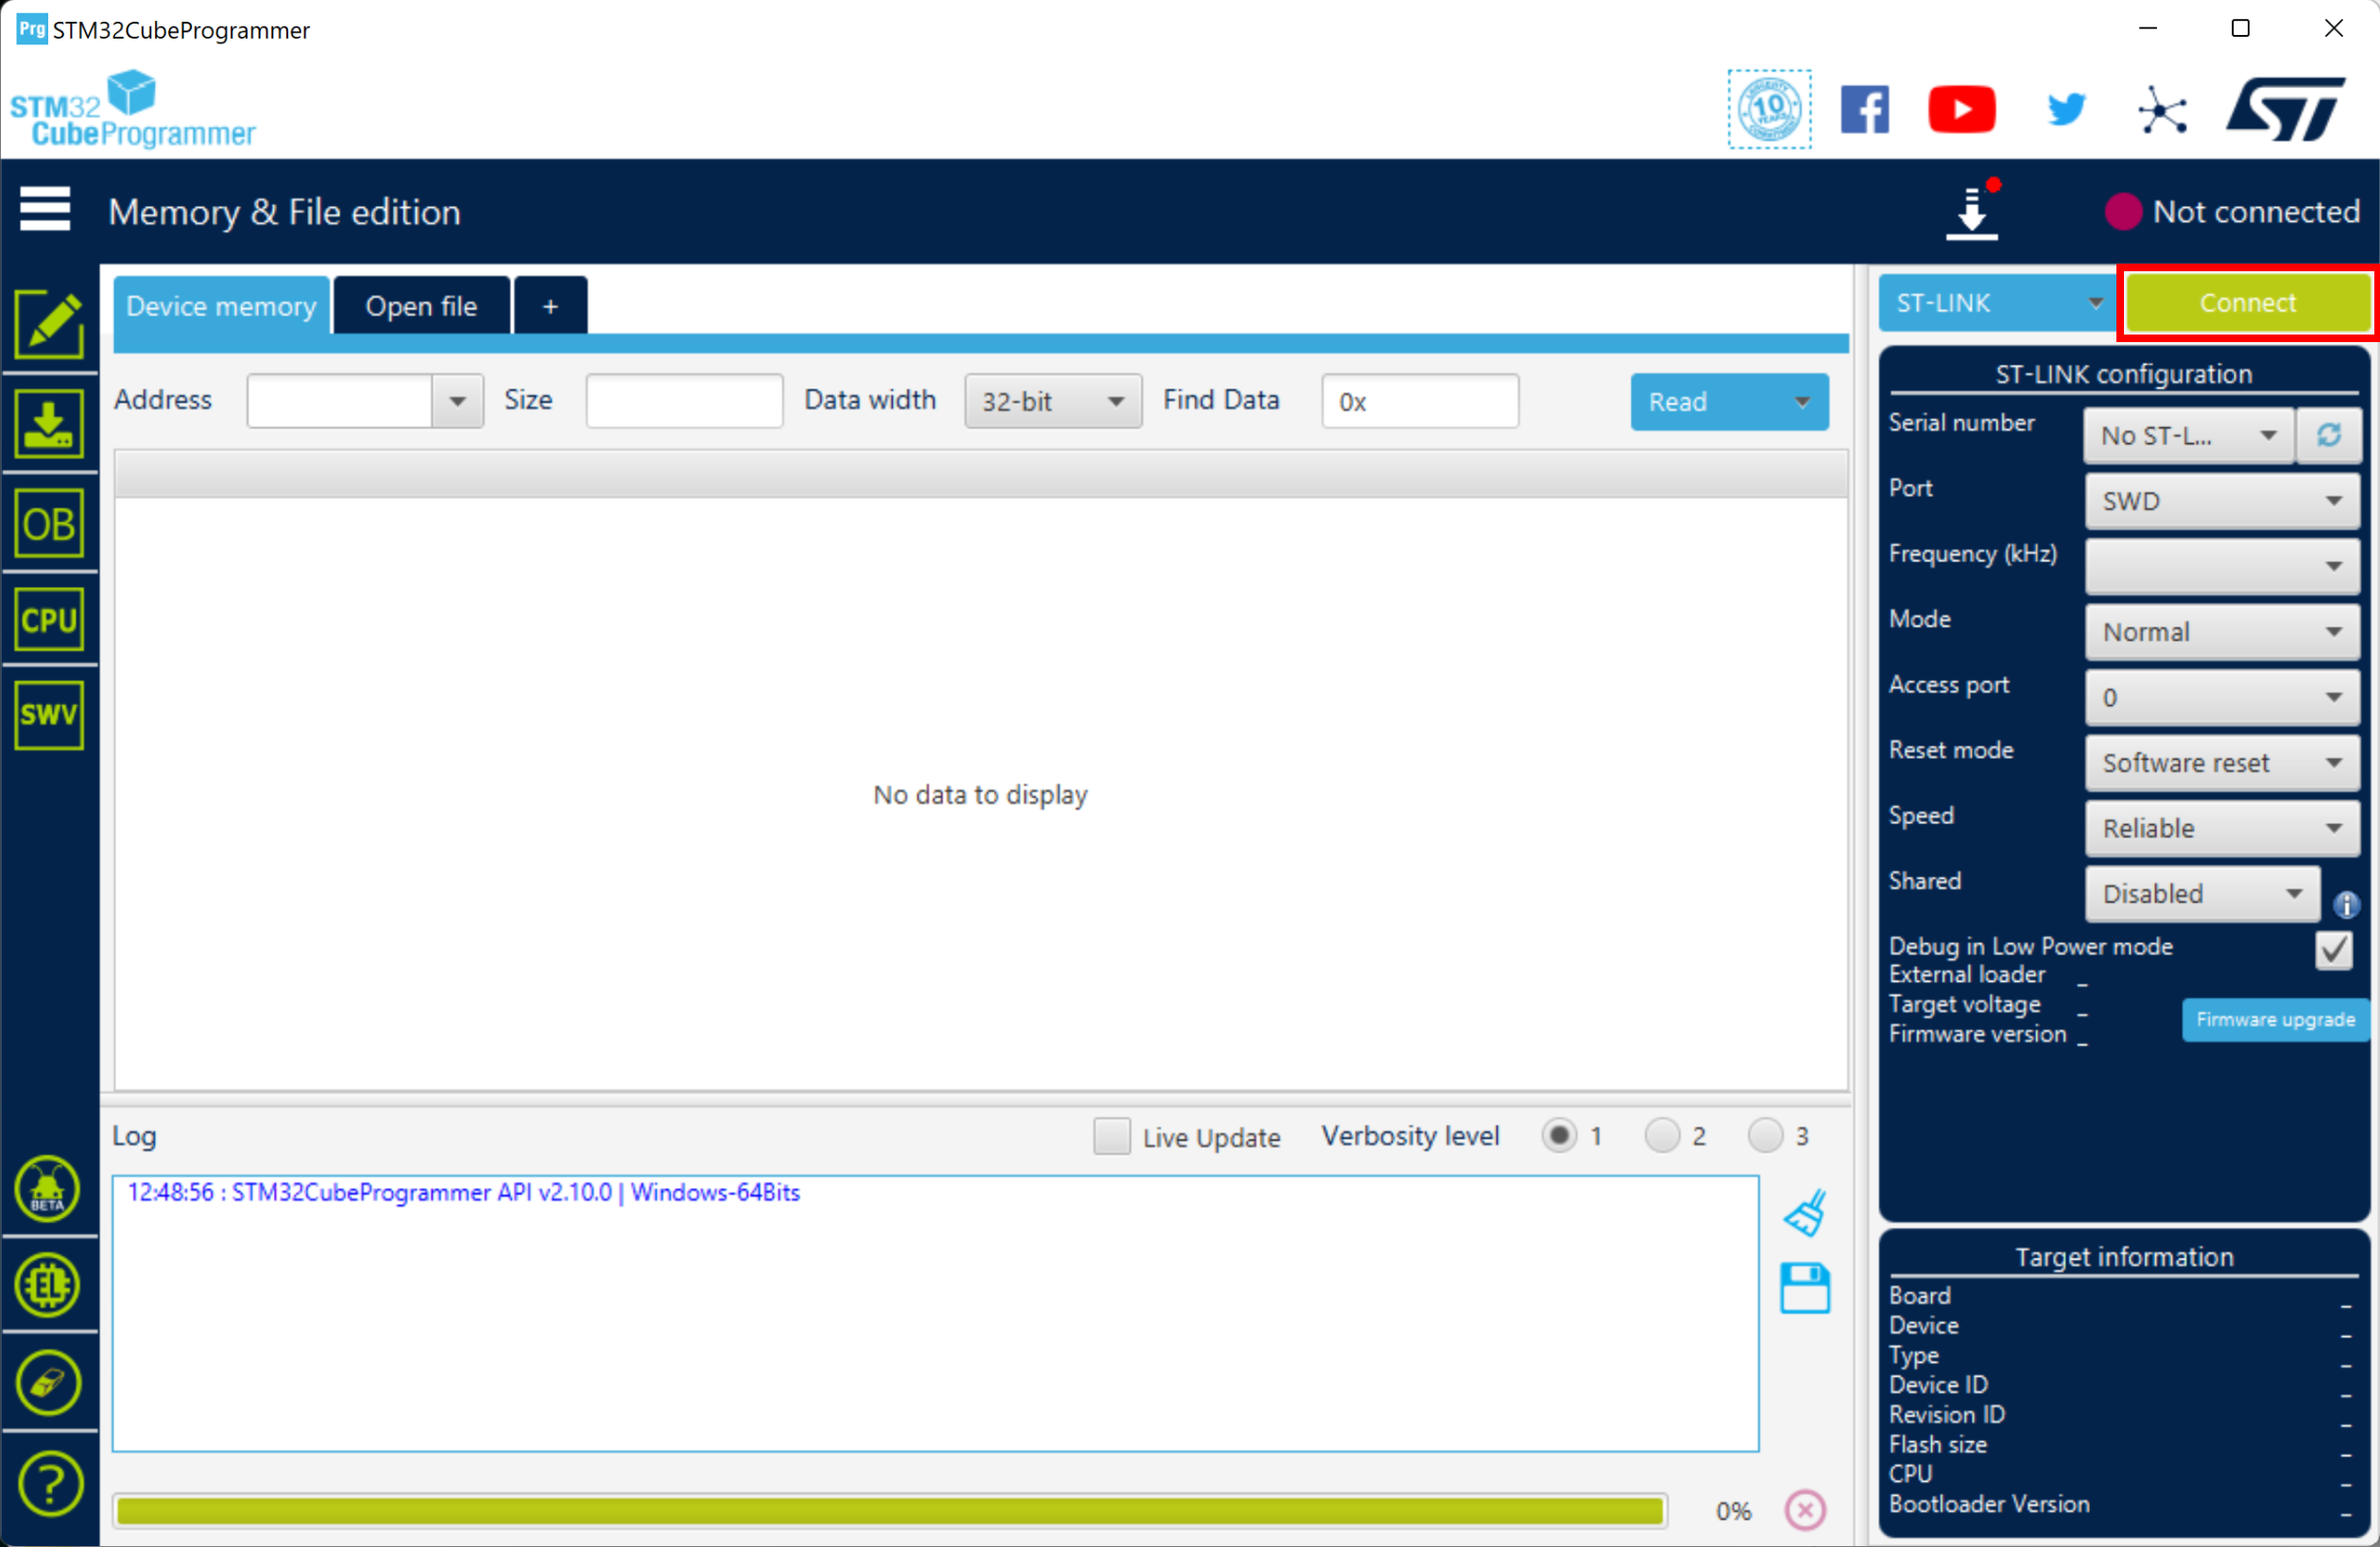 Prg STM32CubeProgrammer
STM32
CubeProgrammer
LONGEVITY
10
YEARS
COMMITMENT
ST
Memory & File edition
Not connected
Device memory
Open file
+
ST-LINK
Connect
Address
Size
Data width
32-bit
Find Data
0x
Read
ST-LINK configuration
Serial number
No ST-L...
Port
SWD
Frequency (kHz)
Mode
Normal
Access port
0
Reset mode
Software reset
Speed
Reliable
Shared
Disabled
i
Debug in Low Power mode
External loader _
Target voltage _
Firmware version _
Firmware upgrade
OB
CPU
SWV
No data to display
Log
Live Update
Verbosity level
1
2
3
12:48:56 : STM32CubeProgrammer API v2.10.0 | Windows-64Bits
BETA
EL
?
0%
Target information
Board _
Device _
Type _
Device ID _
Revision ID _
Flash size _
CPU _
Bootloader Version _